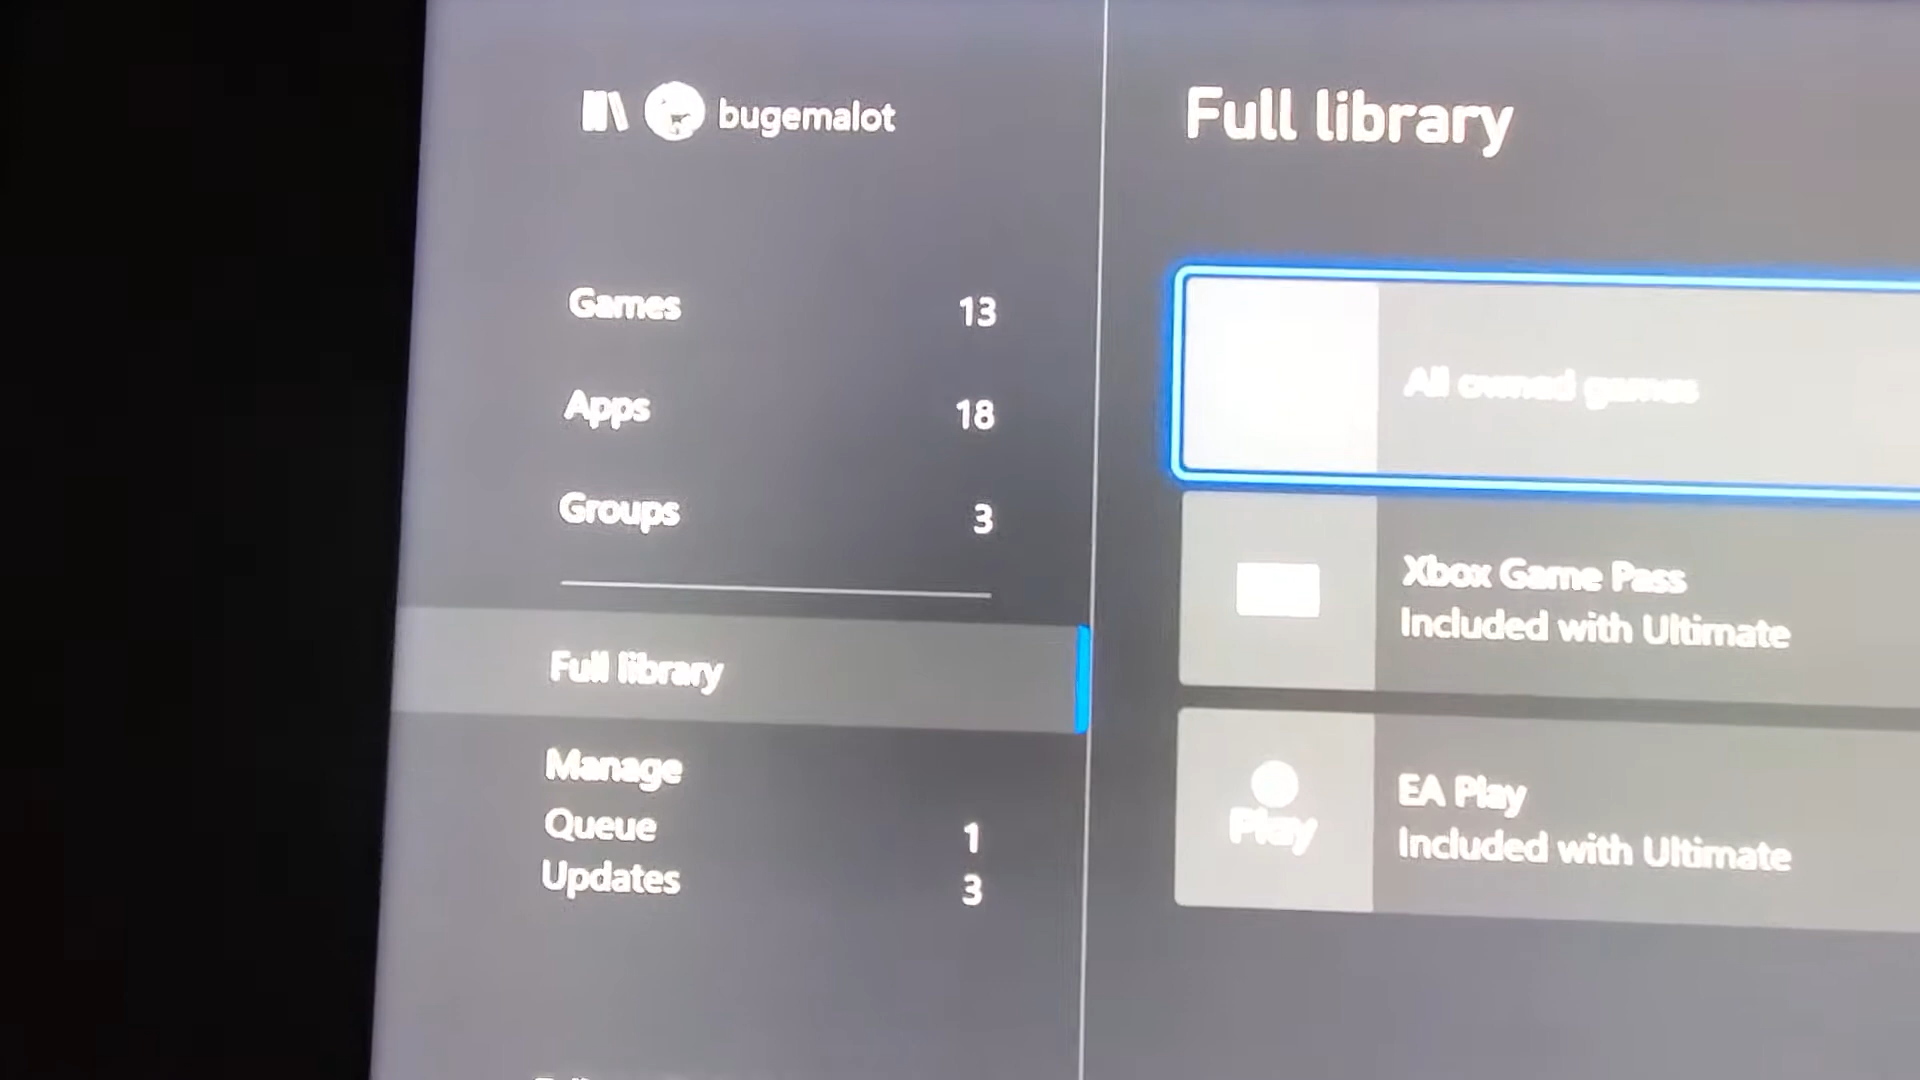 bugemalot
Games 13
Apps 18
Groups 3
Full library
Manage
Queue 1
Updates 3
Full library
All owned games
Xbox Game Pass
Included with Ultimate
Play
EA Play
Included with Ultimate